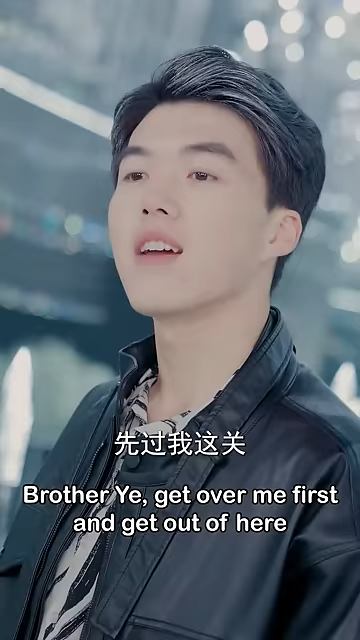 先过我这关
Brother Ye, get over me first
and get out of here